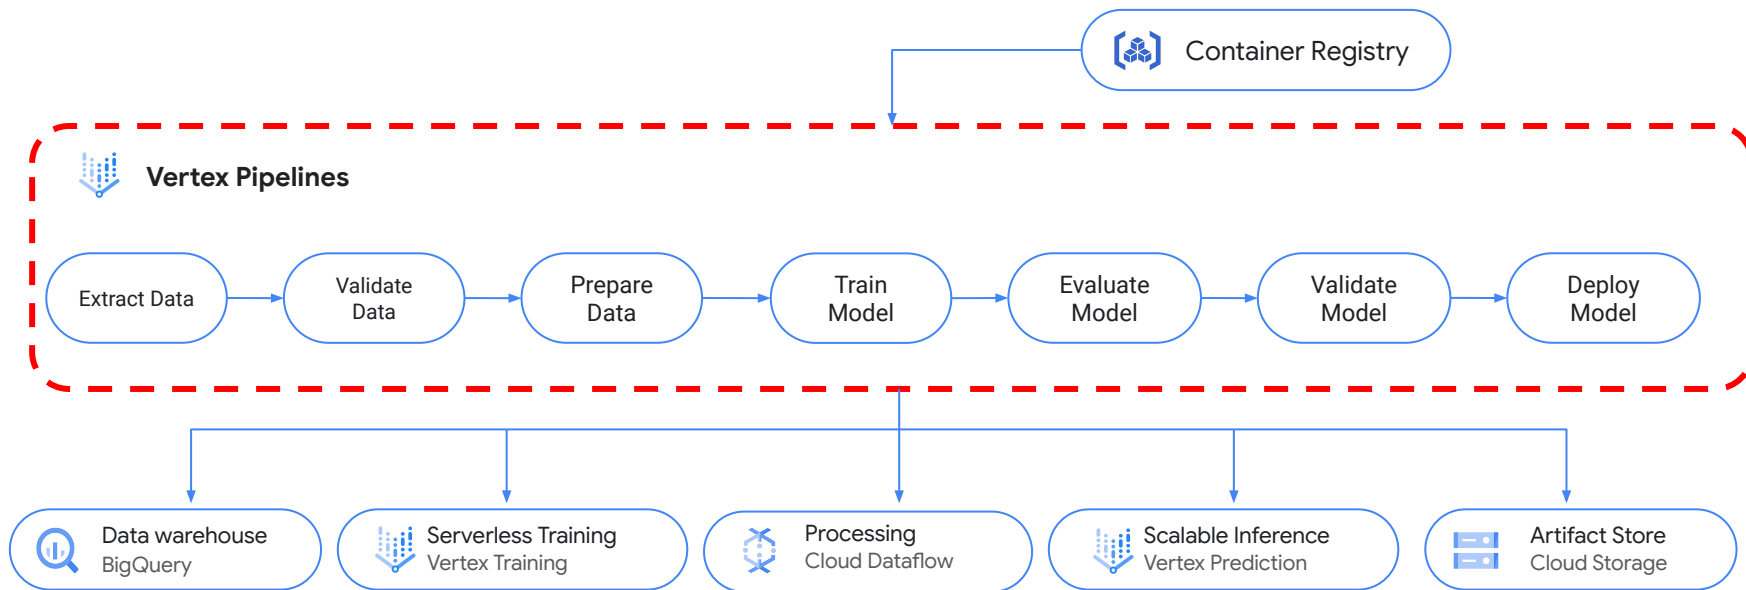 Container Registry
Vertex Pipelines
Extract Data
Validate
Data
Prepare
Data
Train
Model
Evaluate
Model
Validate
Model
Deploy
Model
Data warehouse
BigQuery
Serverless Training
Vertex Training
Processing
Cloud Dataflow
Scalable Inference
Vertex Prediction
Artifact Store
Cloud Storage